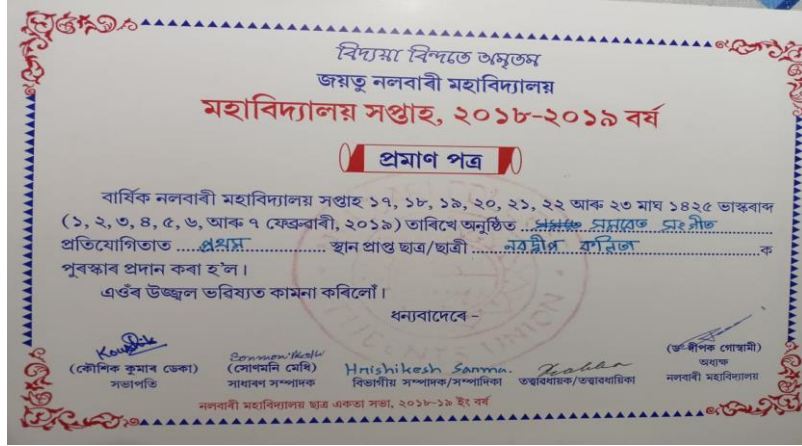 বিদ্যয়া বিন্দতে অমৃতম
জয়তু নলবাৰী মহাবিদ্যালয়
মহাবিদ্যালয় সপ্তাহ, ২০১৮-২০১৯ বৰ্ষ
প্ৰমাণ পত্ৰ
বাৰ্ষিক নলবাৰী মহাবিদ্যালয় সপ্তাহ ১৭, ১৮, ১৯, ২০, ২১, ২২ আৰু ২৩ মাঘ ১৪২৫ ভাস্কৰাব্দ
(১, ২, ৩, ৪, ৫, ৬, আৰু ৭ ফেব্ৰুৱাৰী, ২০১৯) তাৰিখে অনুষ্ঠিত সমবেত সংগীত
প্ৰতিযোগিতাত প্ৰথম স্থান প্ৰাপ্ত ছাত্ৰ/ছাত্ৰী নৱদ্বীপ কলিতা ক
পুৰস্কাৰ প্ৰদান কৰা হ'ল।
এওঁৰ উজ্জ্বল ভৱিষ্যত কামনা কৰিলোঁ।
ধন্যবাদেৰে -
Kaushik
Hrishikesh Sarma.
(কৌশিক কুমাৰ ডেকা) (সোণমনি মেধি) (ড° দীপক গোস্বামী)
সভাপতি সাধাৰণ সম্পাদক বিভাগীয় সম্পাদক/সম্পাদিকা তত্বাৱধায়ক/তত্বাৱধায়িকা অধ্যক্ষ
নলবাৰী মহাবিদ্যালয়
নলবাৰী মহাবিদ্যালয় ছাত্ৰ একতা সভা, ২০১৮-১৯ ইং বৰ্ষ